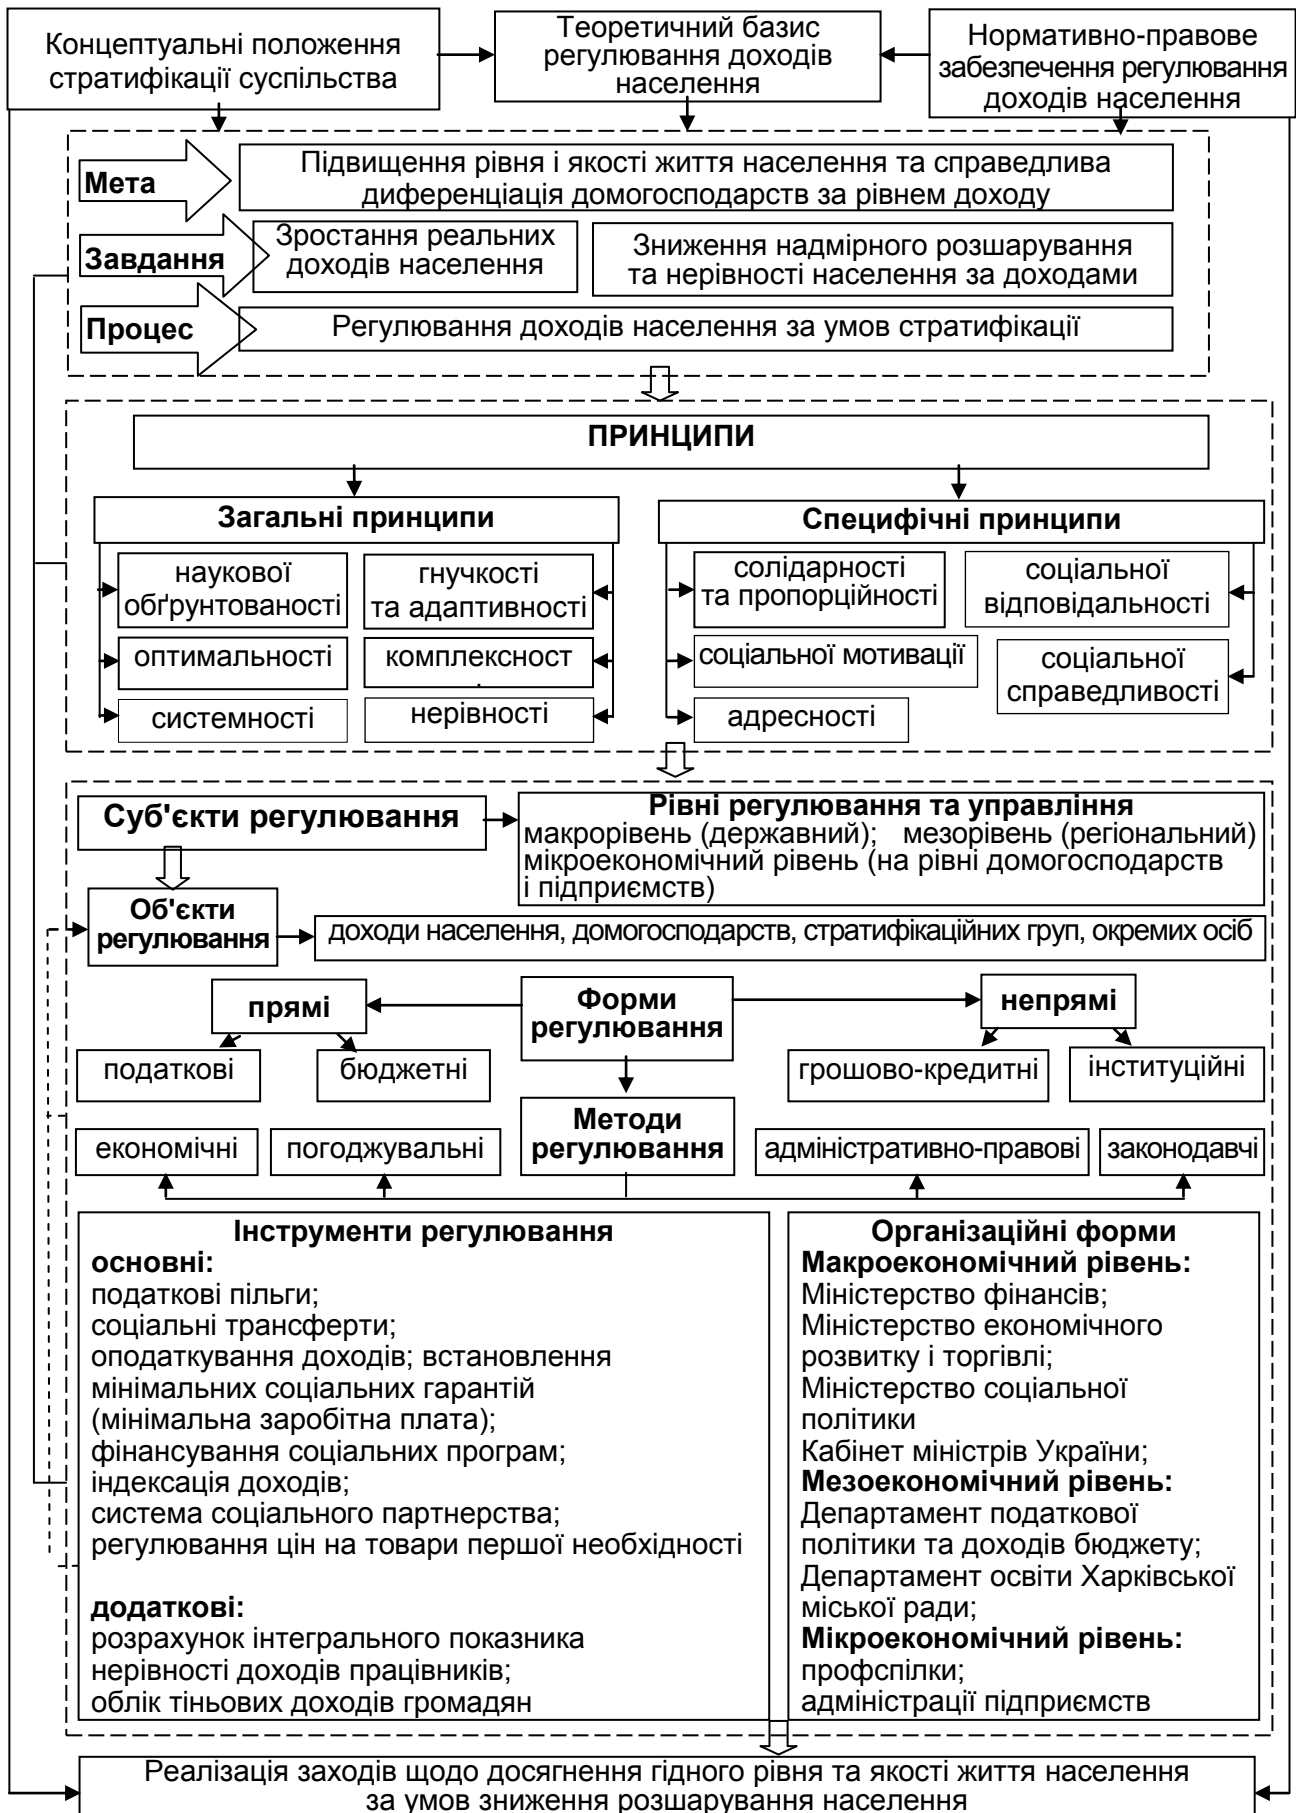 Концептуальні положення
стратифікації суспільства
Теоретичний базис
регулювання доходів
населення
Нормативно-правове
забезпечення регулювання
доходів населення
Мета
Підвищення рівня і якості життя населення та справедлива
диференціація домогосподарств за рівнем доходу
Завдання
Зростання реальних
доходів населення
Зниження надмірного розшарування
та нерівності населення за доходами
Процес
Регулювання доходів населення за умов стратифікації
ПРИНЦИПИ
Загальні принципи
Специфічні принципи
наукової
обґрунтованості
гнучкості
та адаптивності
солідарності
та пропорційності
соціальної
відповідальності
оптимальності
комплексност
соціальної мотивації
соціальної
справедливості
системності
нерівності
адресності
Суб'єкти регулювання
Рівні регулювання та управління
макрорівень (державний); мезорівень (регіональний)
мікроекономічний рівень (на рівні домогосподарств
і підприємств)
Об'єкти
регулювання
доходи населення, домогосподарств, стратифікаційних груп, окремих осіб
прямі
Форми
регулювання
непрямі
податкові
бюджетні
грошово-кредитні
інституційні
Методи
регулювання
економічні
погоджувальні
адміністративно-правові
законодавчі
Інструменти регулювання
основні:
податкові пільги;
соціальні трансферти;
оподаткування доходів; встановлення
мінімальних соціальних гарантій
(мінімальна заробітна плата);
фінансування соціальних програм;
індексація доходів;
система соціального партнерства;
регулювання цін на товари першої необхідності
додаткові:
розрахунок інтегрального показника
нерівності доходів працівників;
облік тіньових доходів громадян
Організаційні форми
Макроекономічний рівень:
Міністерство фінансів;
Міністерство економічного
розвитку і торгівлі;
Міністерство соціальної
політики
Кабінет міністрів України;
Мезоекономічний рівень:
Департамент податкової
політики та доходів бюджету;
Департамент освіти Харківської
міської ради;
Мікроекономічний рівень:
профспілки;
адміністрації підприємств
Реалізація заходів щодо досягнення гідного рівня та якості життя населення
за умов зниження розшарування населення